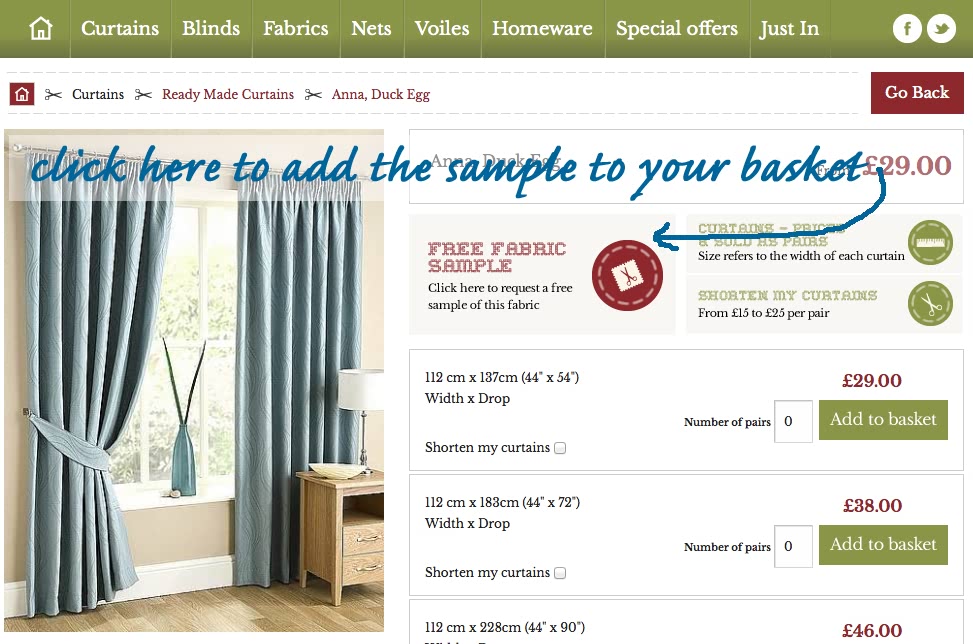 Curtains Blinds Fabrics Nets Voiles Homeware Special offers Just In
Curtains Ready Made Curtains Anna, Duck Egg
Go Back
click here to add the sample to your basket
Anna, Duck Egg
From £29.00
FREE FABRIC
SAMPLE
Click here to request a free
sample of this fabric
CURTAINS - PRICED
& SOLD AS PAIRS
Size refers to the width of each curtain
SHORTEN MY CURTAINS
From £15 to £25 per pair
112 cm x 137cm (44" x 54")
Width x Drop
£29.00
Number of pairs 0 Add to basket
Shorten my curtains
112 cm x 183cm (44" x 72")
Width x Drop
£38.00
Number of pairs 0 Add to basket
Shorten my curtains
112 cm x 228cm (44" x 90")
£46.00